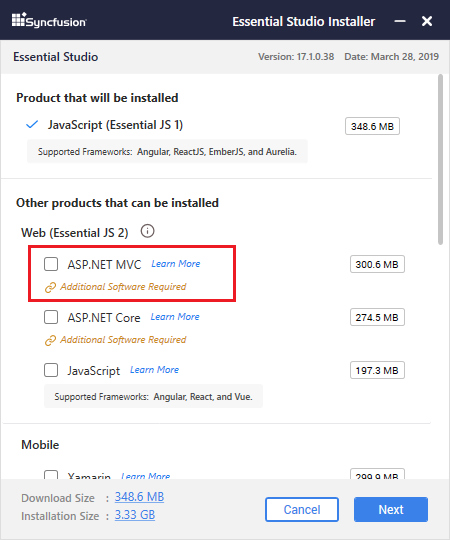 Syncfusion Essential Studio Installer
Essential Studio Version: 17.1.0.38 Date: March 28, 2019
Product that will be installed
JavaScript (Essential JS 1) 348.6 MB
Supported Frameworks: Angular, ReactJS, EmberJS, and Aurelia.
Other products that can be installed
Web (Essential JS 2)
ASP.NET MVC Learn More 300.6 MB
Additional Software Required
ASP.NET Core Learn More 274.5 MB
Additional Software Required
JavaScript Learn More 197.3 MB
Supported Frameworks: Angular, React, and Vue.
Mobile
Xamarin Learn More 299.9 MB
Download Size : 348.6 MB
Installation Size : 3.33 GB
Cancel Next